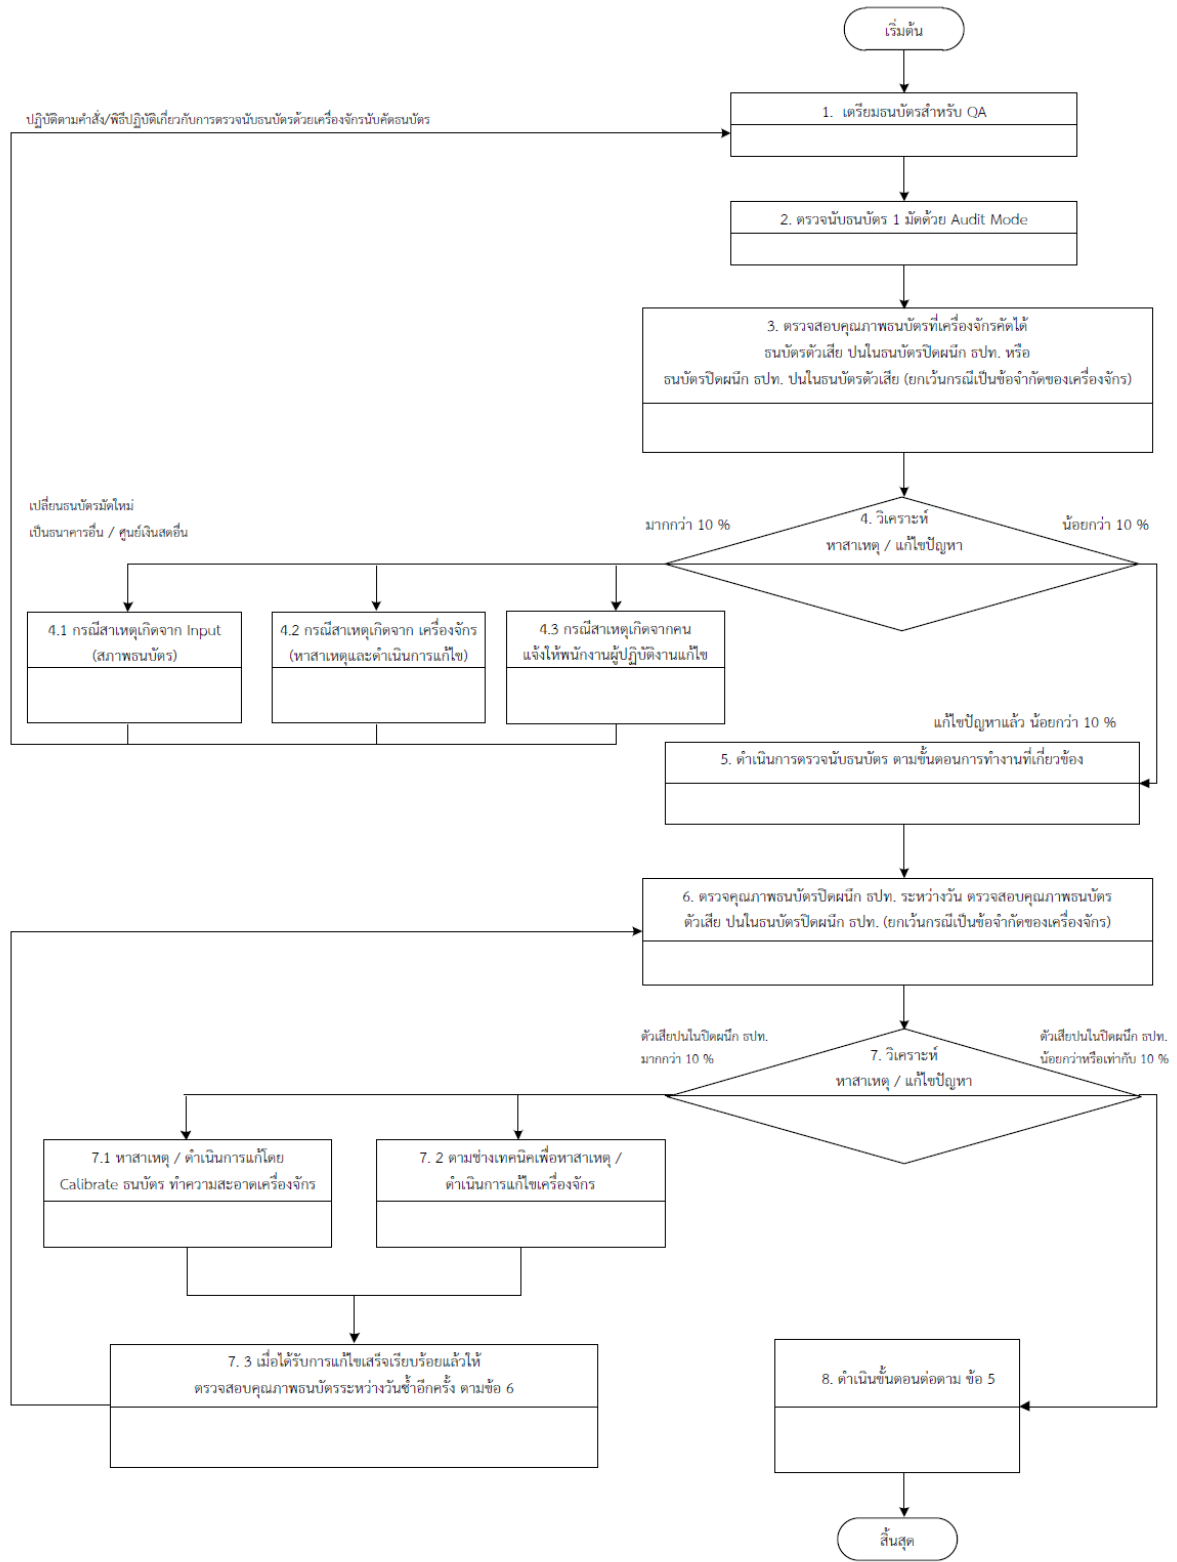 เริ่มต้น
ปฏิบัติตามคำสั่ง/พิธีปฏิบัติเกี่ยวกับการตรวจนับธนบัตรด้วยเครื่องจักรนับคัดธนบัตร
1. เตรียมธนบัตรสำหรับ QA
2. ตรวจนับธนบัตร 1 มัดด้วย Audit Mode
3. ตรวจสอบคุณภาพธนบัตรที่เครื่องจักรคัดได้
ธนบัตรตัวเสีย ปนในธนบัตรปิดผนึก ธปท. หรือ
ธนบัตรปิดผนึก ธปท. ปนในธนบัตรตัวเสีย (ยกเว้นกรณีเป็นข้อจำกัดของเครื่องจักร)
เปลี่ยนธนบัตรมัดใหม่
เป็นธนาคารอื่น / ศูนย์เงินสดอื่น
มากกว่า 10 %
4. วิเคราะห์
หาสาเหตุ / แก้ไขปัญหา
น้อยกว่า 10 %
4.1 กรณีสาเหตุเกิดจาก Input
(สภาพธนบัตร)
4.2 กรณีสาเหตุเกิดจาก เครื่องจักร
(หาสาเหตุและดำเนินการแก้ไข)
4.3 กรณีสาเหตุเกิดจากคน
แจ้งให้พนักงานผู้ปฏิบัติงานแก้ไข
แก้ไขปัญหาแล้ว น้อยกว่า 10 %
5. ดำเนินการตรวจนับธนบัตร ตามขั้นตอนการทำงานที่เกี่ยวข้อง
6. ตรวจคุณภาพธนบัตรปิดผนึก ธปท. ระหว่างวัน ตรวจสอบคุณภาพธนบัตร
ตัวเสีย ปนในธนบัตรปิดผนึก ธปท. (ยกเว้นกรณีเป็นข้อจำกัดของเครื่องจักร)
ตัวเสียปนในปิดผนึก ธปท.
มากกว่า 10 %
7. วิเคราะห์
หาสาเหตุ / แก้ไขปัญหา
ตัวเสียปนในปิดผนึก ธปท.
น้อยกว่าหรือเท่ากับ 10 %
7.1 หาสาเหตุ / ดำเนินการแก้โดย
Calibrate ธนบัตร ทำความสะอาดเครื่องจักร
7. 2 ตามช่างเทคนิคเพื่อหาสาเหตุ /
ดำเนินการแก้ไขเครื่องจักร
7. 3 เมื่อได้รับการแก้ไขเสร็จเรียบร้อยแล้วให้
ตรวจสอบคุณภาพธนบัตรระหว่างวันซ้ำอีกครั้ง ตามข้อ 6
8. ดำเนินขั้นตอนต่อตาม ข้อ 5
สิ้นสุด